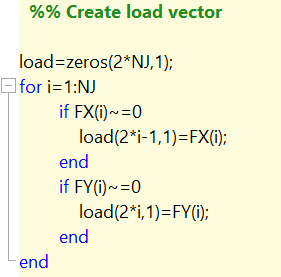 %% Create load vector
load=zeros(2*NJ,1);
for i=1:NJ
if FX(i)~=0
load(2*i-1,1)=FX(i);
end
if FY(i)~=0
load(2*i,1)=FY(i);
end
end